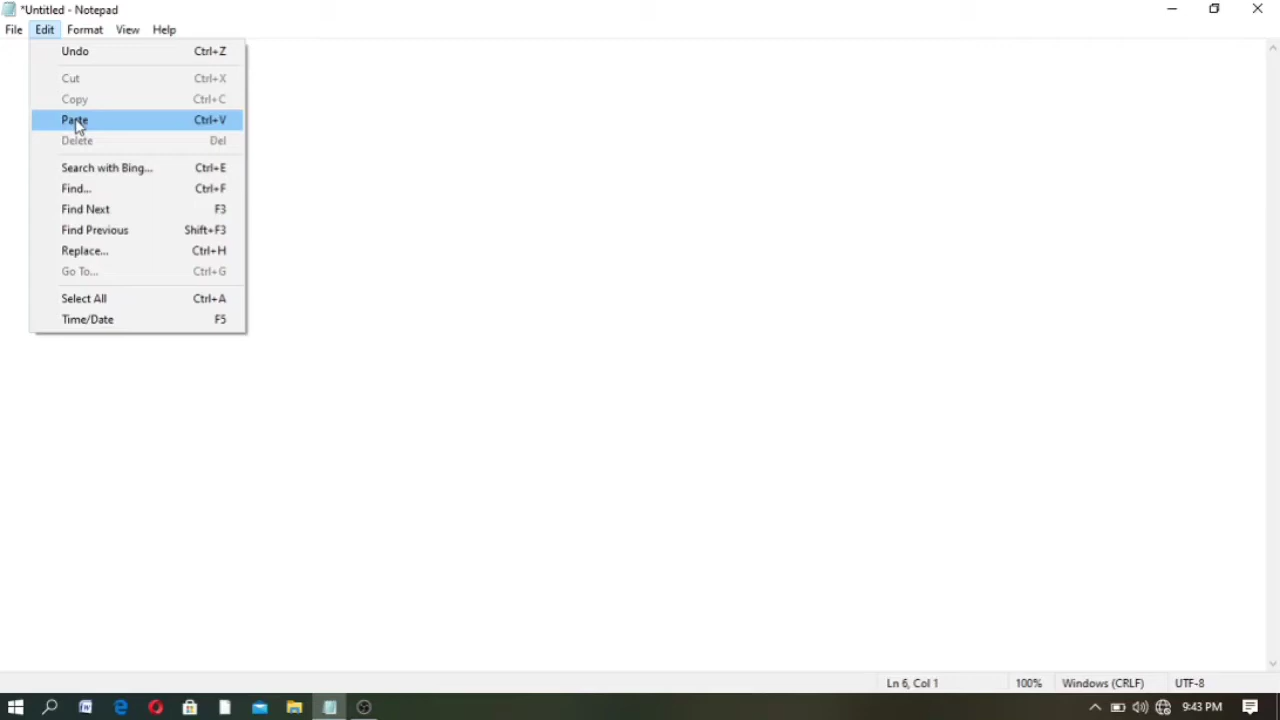 *Untitled - Notepad
File Edit Format View Help
Undo Ctrl+Z
Cut Ctrl+X
Copy Ctrl+C
Paste Ctrl+V
Delete Del
Search with Bing... Ctrl+E
Find... Ctrl+F
Find Next F3
Find Previous Shift+F3
Replace... Ctrl+H
Go To... Ctrl+G
Select All Ctrl+A
Time/Date F5
Ln 6, Col 1 100% Windows (CRLF) UTF-8
9:43 PM